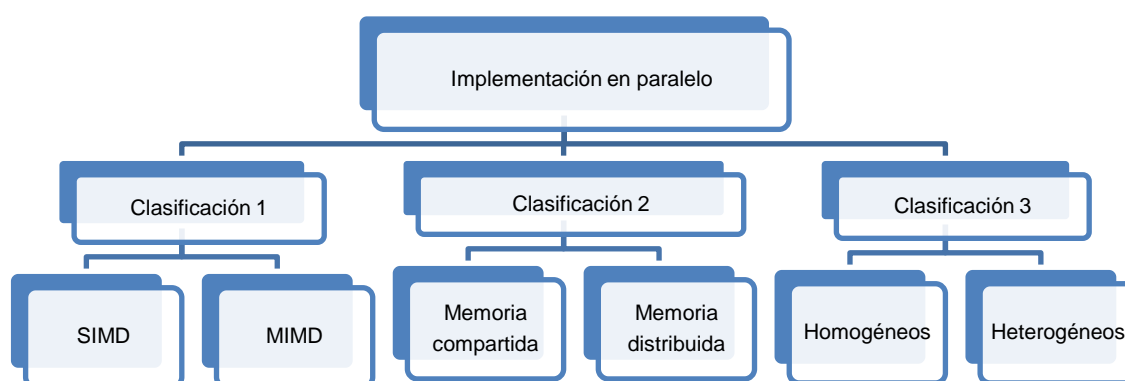 Implementación en paralelo
Clasificación 1
Clasificación 2
Clasificación 3
SIMD
MIMD
Memoria
compartida
Memoria
distribuida
Homogéneos
Heterogéneos